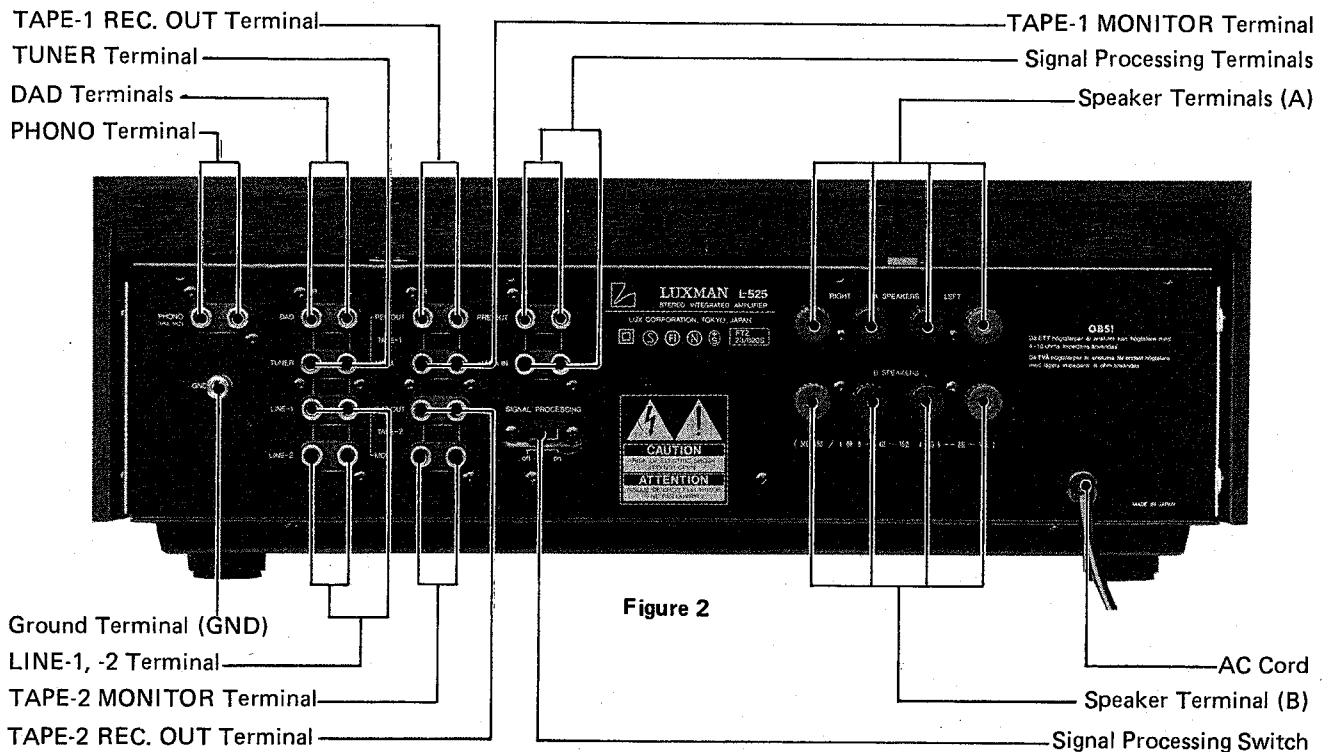 TAPE-1 REC. OUT Terminal
TUNER Terminal
DAD Terminals
PHONO Terminal
TAPE-1 MONITOR Terminal
Signal Processing Terminals
Speaker Terminals (A)
LUXMAN L-525
STEREO INTEGRATED AMPLIFIER
LUX CORPORATION, TOKYO, JAPAN
RIGHT A SPEAKERS LEFT
PHONO
DAD
PRE OUT
TAPE-1
TUNER
IN
GND
LINE-1
OUT
TAPE-2
LINE-2
SIGNAL PROCESSING
B SPEAKERS
OBS!
CAUTION
ATTENTION
MADE IN JAPAN
Figure 2
Ground Terminal (GND)
LINE-1, -2 Terminal
TAPE-2 MONITOR Terminal
TAPE-2 REC. OUT Terminal
AC Cord
Speaker Terminal (B)
Signal Processing Switch